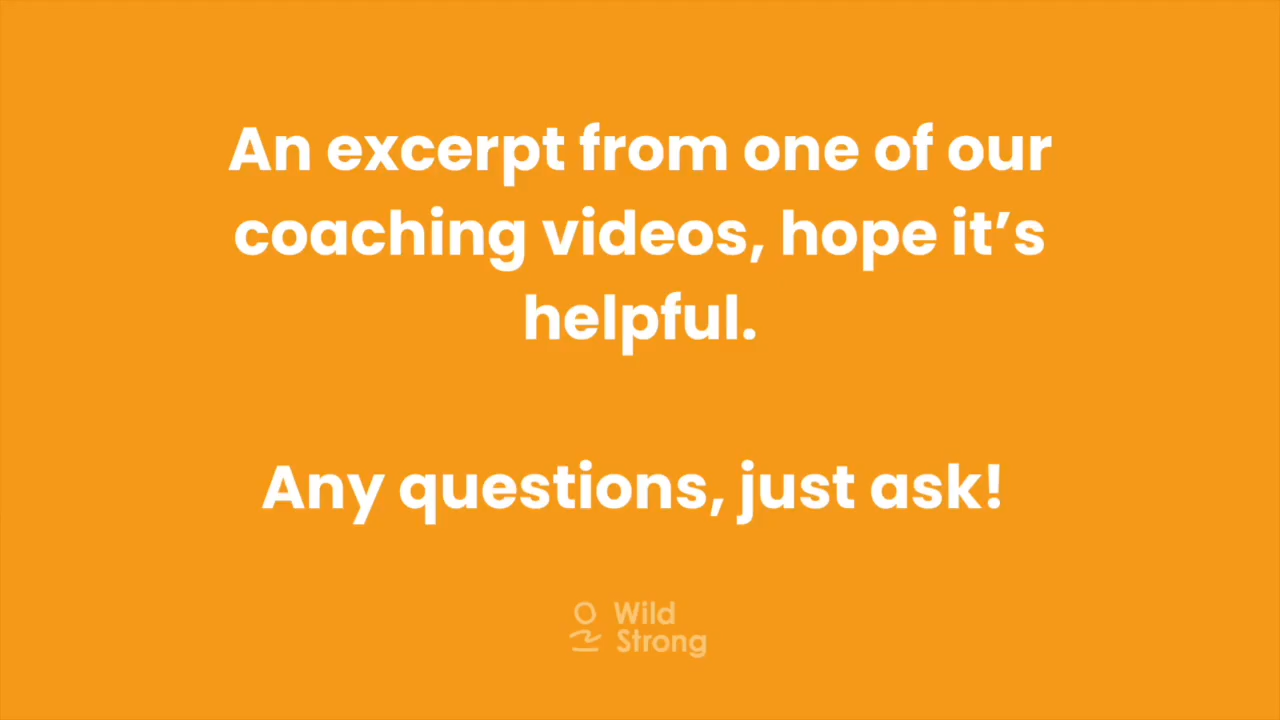 An excerpt from one of our
coaching videos, hope it’s
helpful.
Any questions, just ask!
Wild
Strong